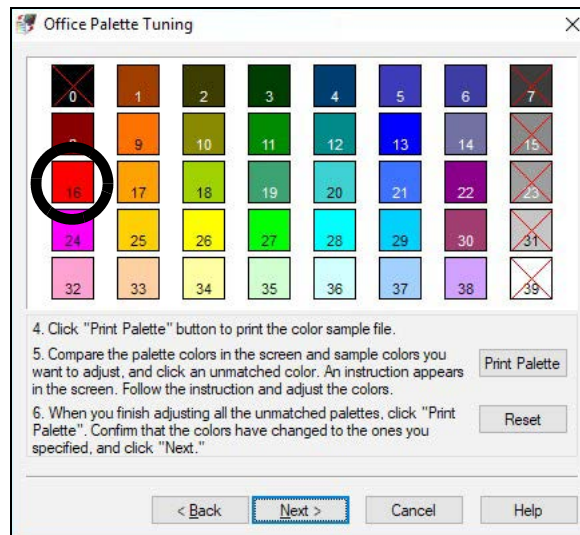 Office Palette Tuning
0 1 2 3 4 5 6 7
9 10 11 12 13 14 15
16 17 18 19 20 21 22 23
24 25 26 27 28 29 30 31
32 33 34 35 36 37 38 39
4. Click "Print Palette" button to print the color sample file.
5. Compare the palette colors in the screen and sample colors you
want to adjust, and click an unmatched color. An instruction appears
in the screen. Follow the instruction and adjust the colors.
Print Palette
6. When you finish adjusting all the unmatched palettes, click "Print
Palette". Confirm that the colors have changed to the ones you
specified, and click "Next."
Reset
< Back Next > Cancel Help